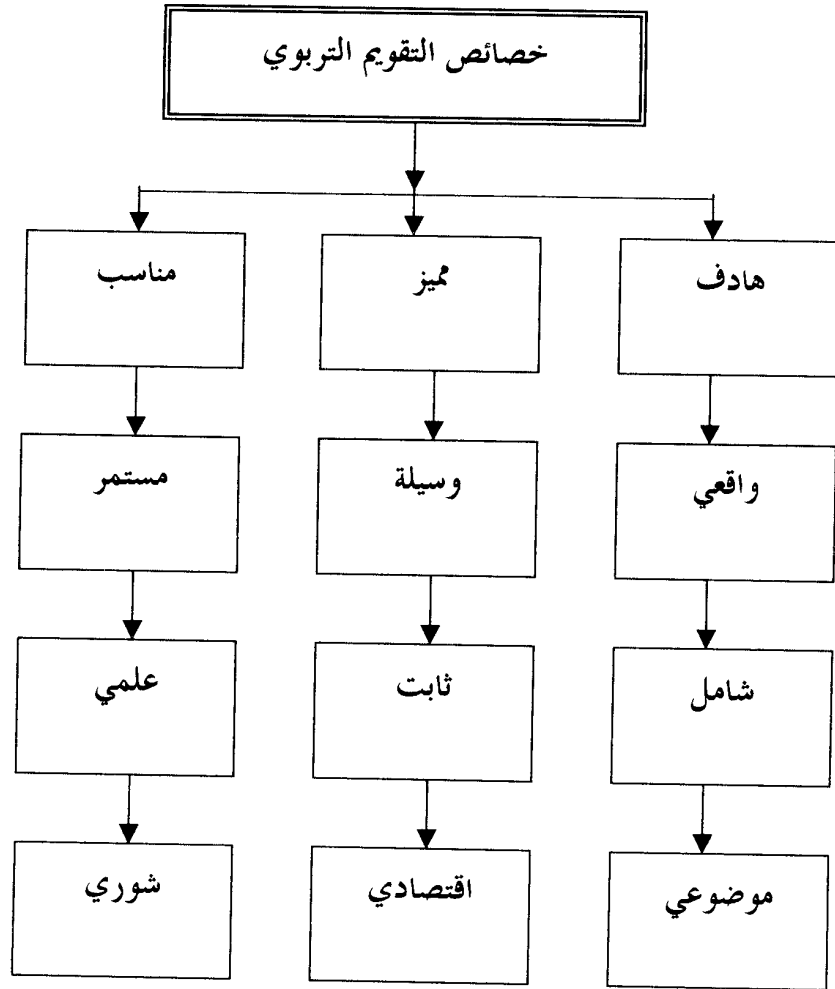 خصائص التقويم التربوي
هادف
مميز
مناسب
واقعي
وسيلة
مستمر
شامل
ثابت
علمي
موضوعي
اقتصادي
شوري